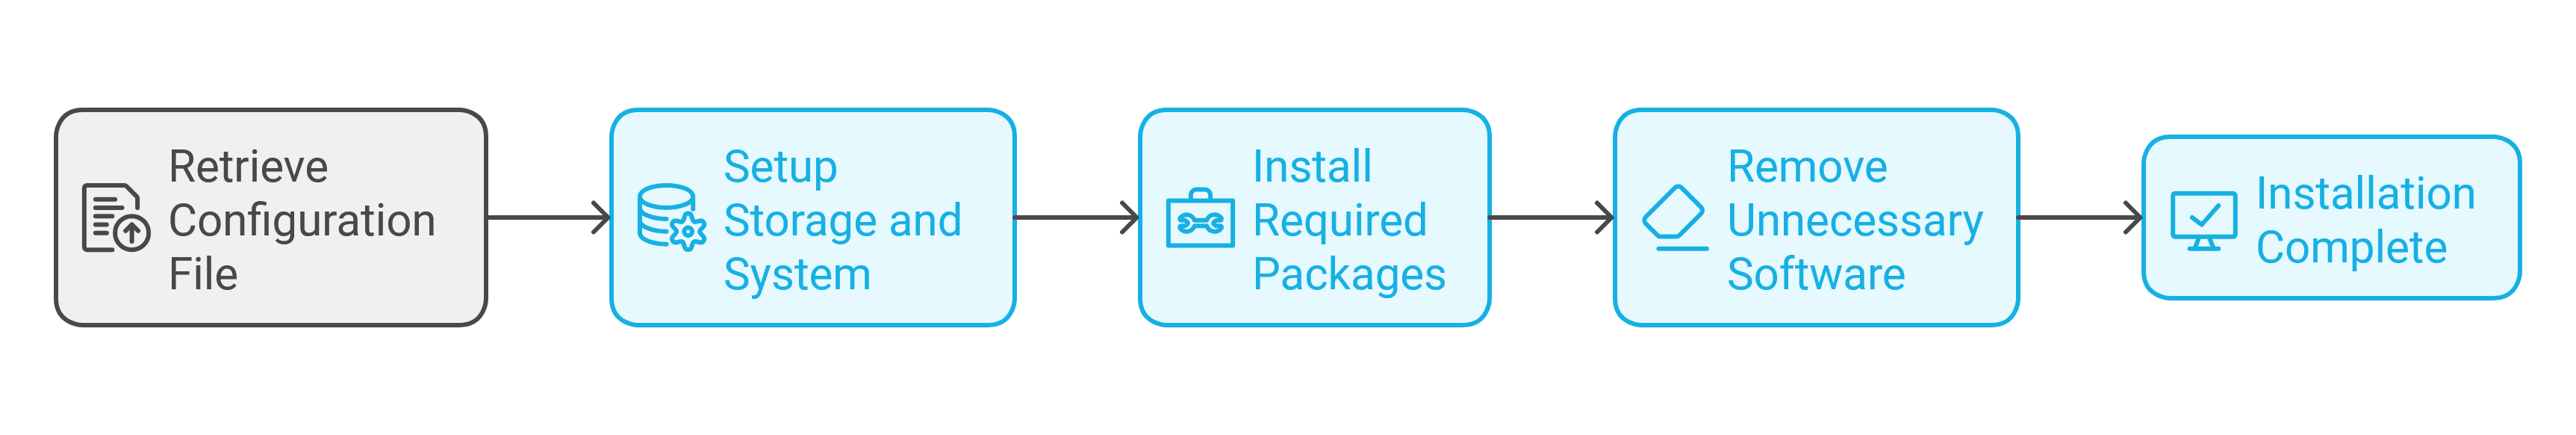 Retrieve
Configuration
File
Setup
Storage and
System
Install
Required
Packages
Remove
Unnecessary
Software
Installation
Complete